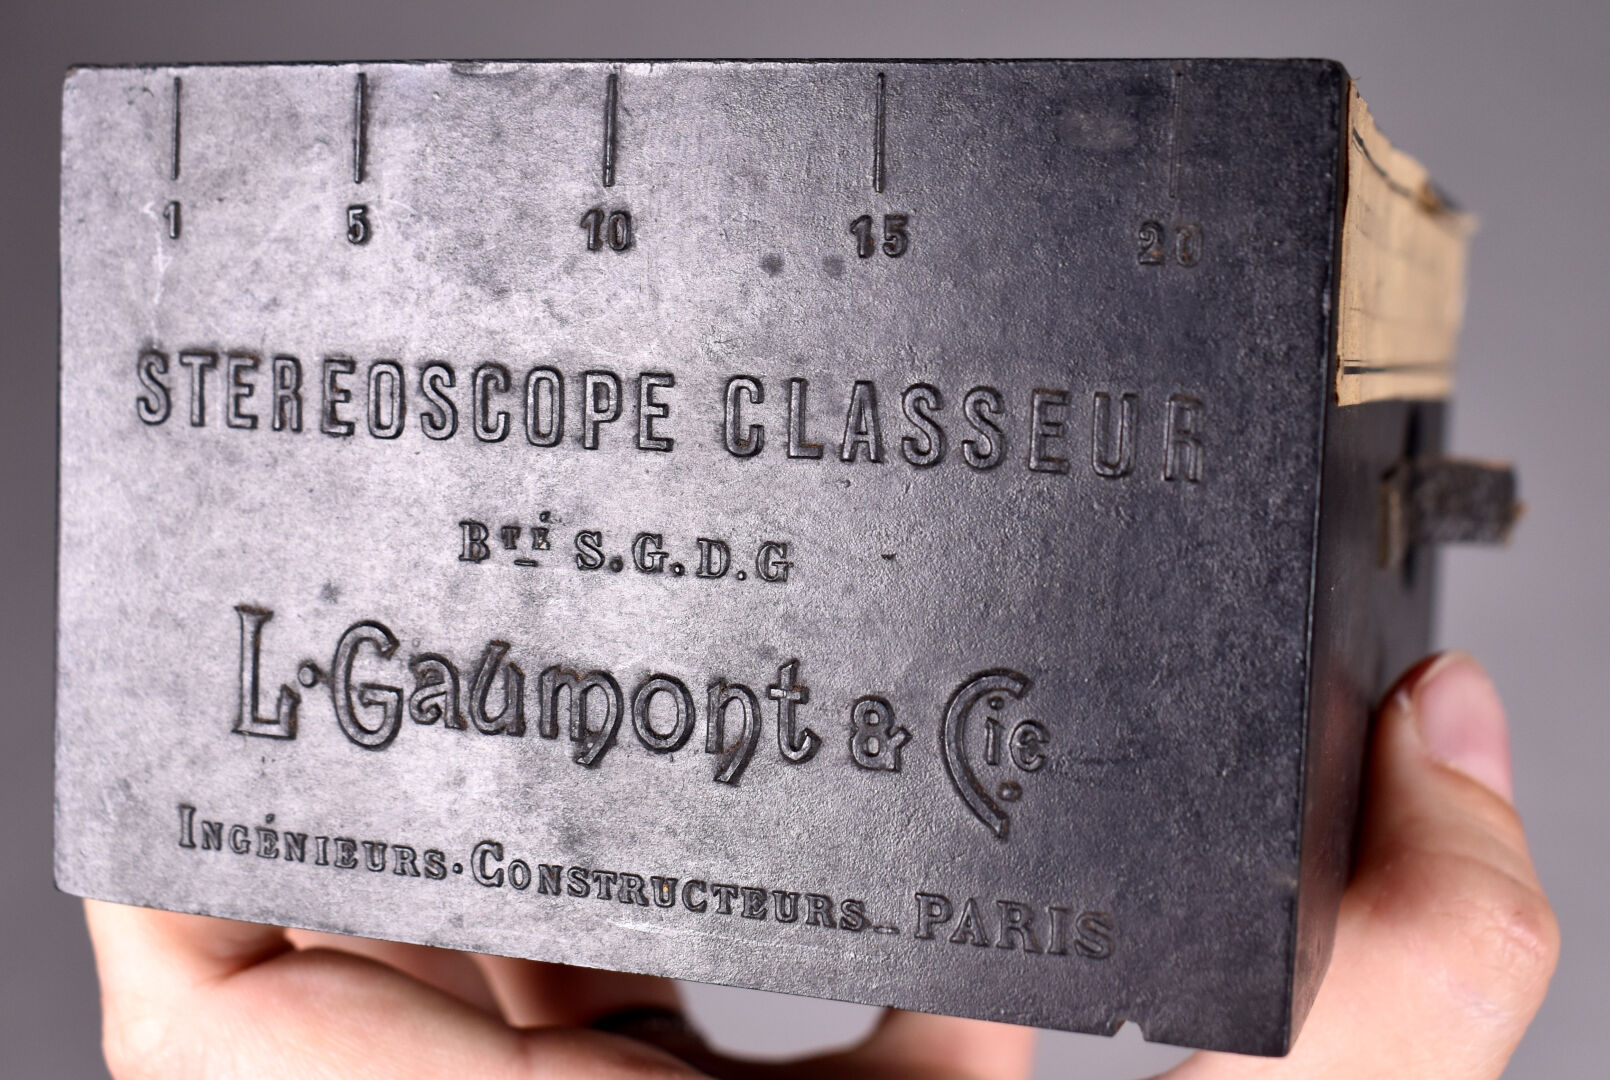 1 5 10 15 20
STEREOSCOPE CLASSEUR
BTÉ S.G.D.G
L. Gaumont & Cie.
INGÉNIEURS-CONSTRUCTEURS_PARIS